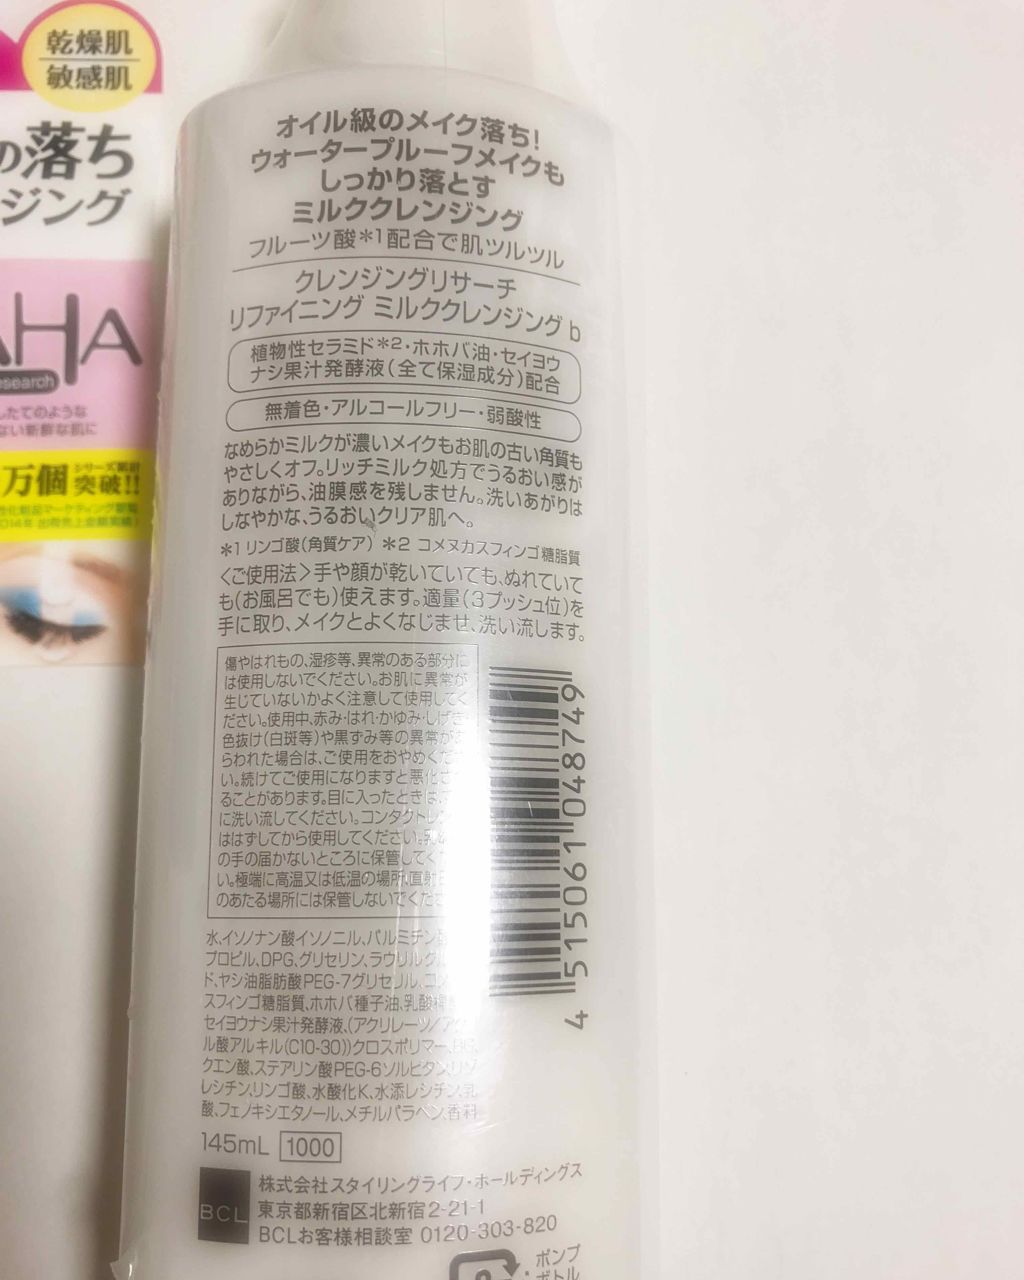 乾燥肌
敏感肌
の落ち
ジング
AHA
esearch
したてのような
ない新鮮な肌に
万個
突破!!
オイル級のメイク落ち!
ウォータープルーフメイクも
しっかり落とす
ミルククレンジング
フルーツ酸*1配合で肌ツルツル
クレンジングリサーチ
リファイニング ミルククレンジング b
植物性セラミド*2・ホホバ油・セイヨウ
ナシ果汁発酵液(全て保湿成分)配合
無着色・アルコールフリー・弱酸性
なめらかミルクが濃いメイクもお肌の古い角質も
やさしくオフ。リッチミルク処方でうるおい感が
ありながら、油膜感を残しません。洗いあがりは
しなやかな、うるおいクリア肌へ。
*1 リンゴ酸(角質ケア) *2 コメヌカスフィンゴ糖脂質
<ご使用法>手や顔が乾いていても、ぬれていて
も(お風呂でも)使えます。適量(3プッシュ位)を
手に取り、メイクとよくなじませ、洗い流します。
傷やはれもの、湿疹等、異常のある部分に
は使用しないでください。お肌に異常が
生じていないかよく注意して使用してく
ださい。使用中、赤み・はれ・かゆみ・しげき・
色抜け(白斑等)や黒ずみ等の異常があ
らわれた場合は、ご使用をおやめくださ
い。続けてご使用になりますと悪化す
ることがあります。目に入ったときは、
に洗い流してください。コンタクトレン
ははずしてから使用してください。乳
の手の届かないところに保管してく
い。極端に高温又は低温の場所、直射
のあたる場所には保管しないでくだ
水、イソノナン酸イソノニル、パルミチン
プロピル、DPG、グリセリン、ラウリルグル
ド、ヤシ油脂肪酸PEG-7グリセリル、コメ
スフィンゴ糖脂質、ホホバ種子油、乳酸桿
セイヨウナシ果汁発酵液、(アクリレーツ/アク
ル酸アルキル(C10-30))クロスポリマー、BG、
クエン酸、ステアリン酸PEG-6ソルビタン、リゾ
レシチン、リンゴ酸、水酸化K、水添レシチン、乳
酸、フェノキシエタノール、メチルパラベン、香料
4 515061 048749
145mL 1000
BCL
株式会社スタイリングライフ・ホールディングス
東京都新宿区北新宿2-21-1
BCLお客様相談室 0120-303-820
ポンプ
ボトル